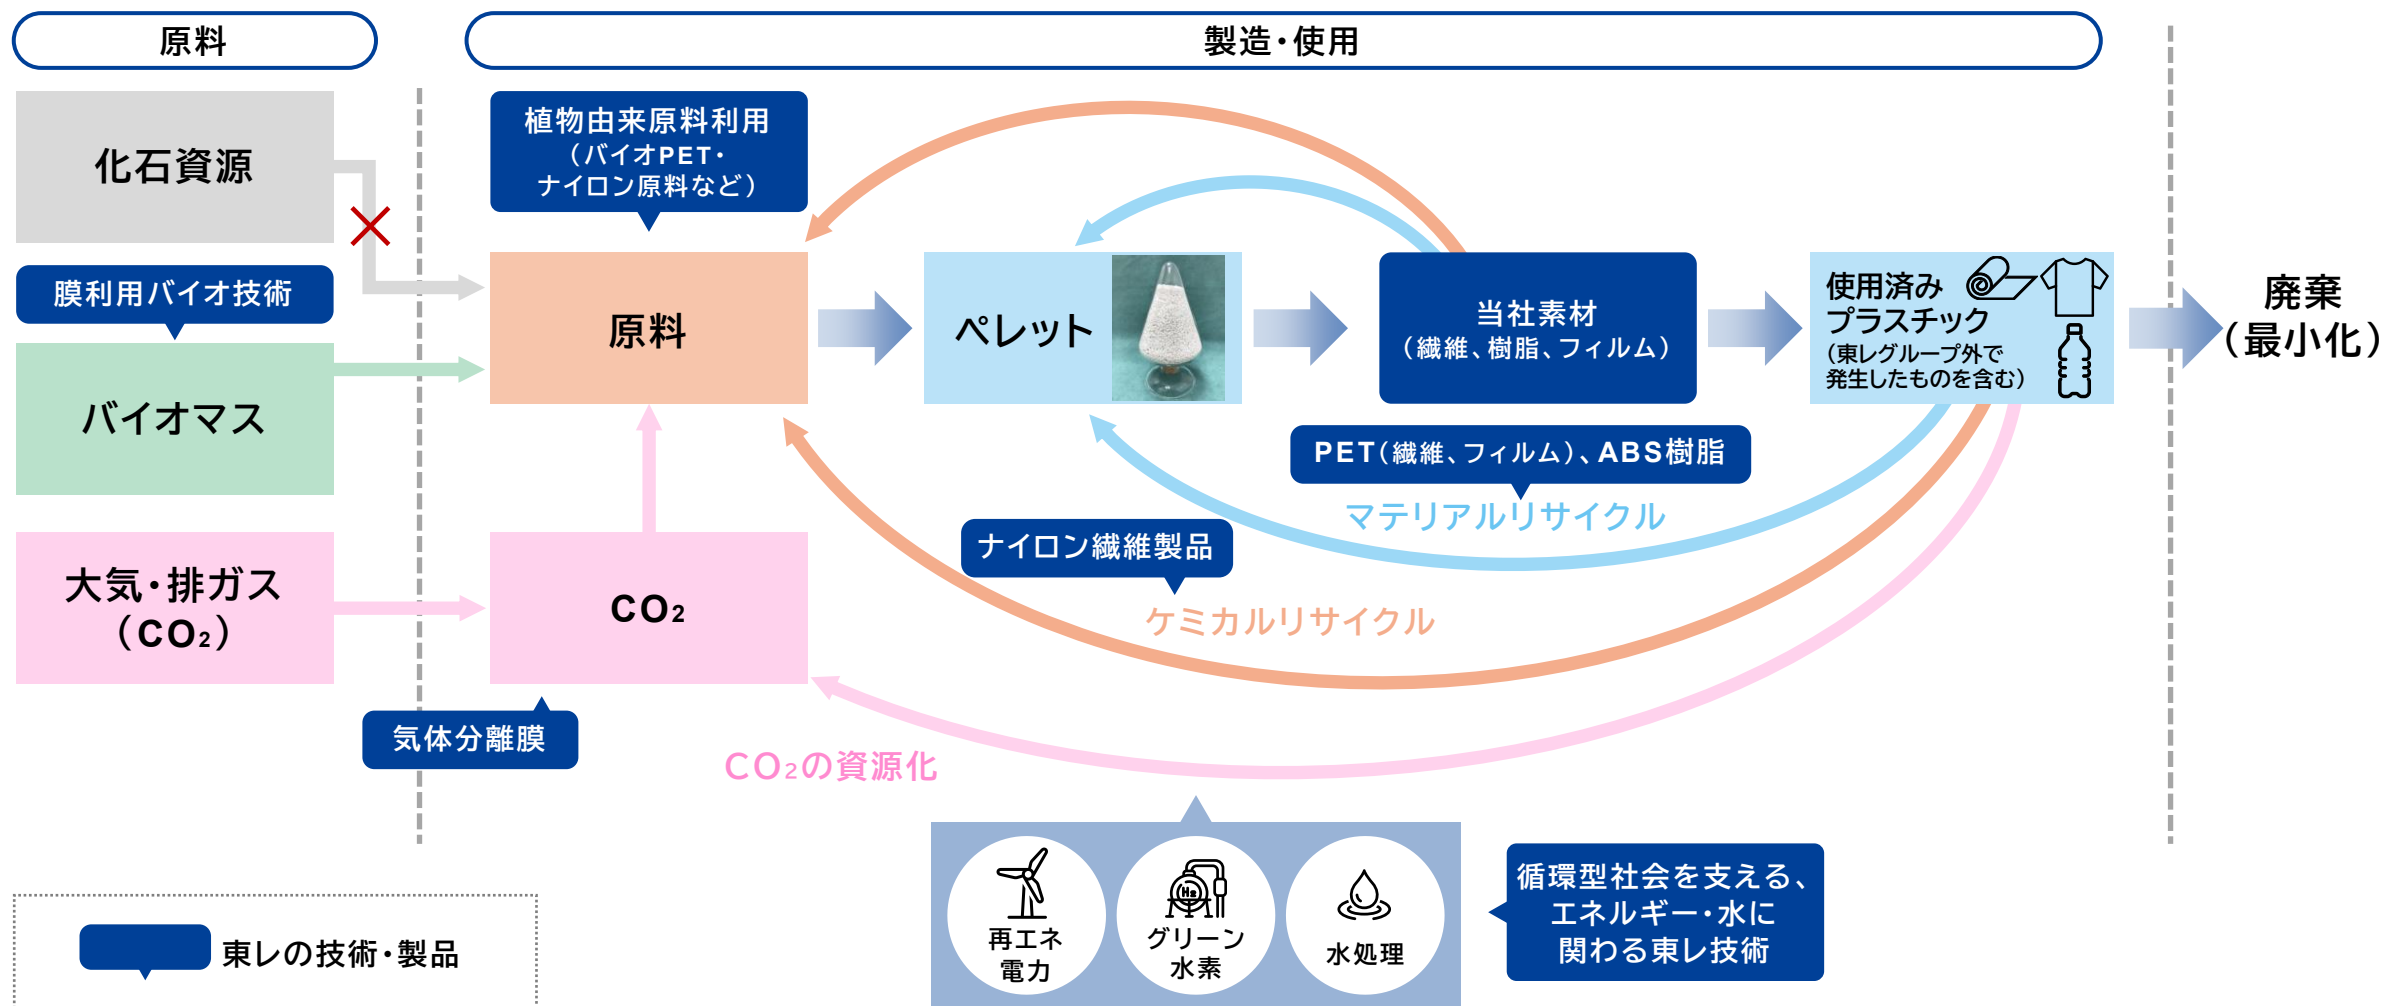 原料
製造・使用
化石資源
膜利用バイオ技術
バイオマス
大気・排ガス
（CO₂）
植物由来原料利用
（バイオPET・
ナイロン原料など）
原料
ペレット
当社素材
（繊維、樹脂、フィルム）
使用済み
プラスチック
（東レグループ外で
発生したものを含む）
廃棄
（最小化）
PET（繊維、フィルム）、ABS樹脂
マテリアルリサイクル
ナイロン繊維製品
ケミカルリサイクル
CO₂
気体分離膜
CO₂の資源化
再エネ
電力
H₂
グリーン
水素
水処理
循環型社会を支える、
エネルギー・水に
関わる東レ技術
東レの技術・製品